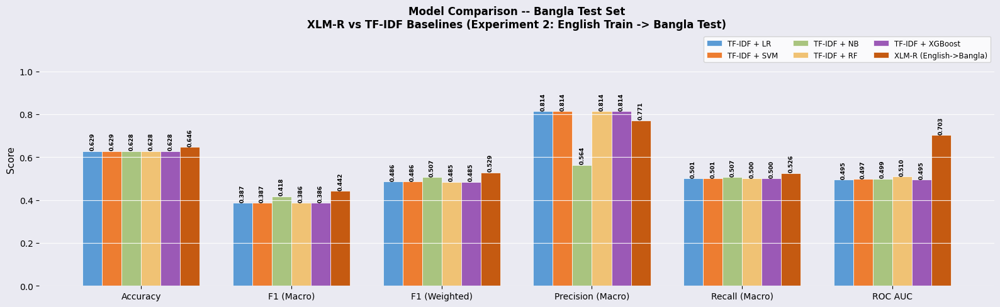 Model Comparison -- Bangla Test Set
XLM-R vs TF-IDF Baselines (Experiment 2: English Train -> Bangla Test)
TF-IDF + LR
TF-IDF + SVM
TF-IDF + NB
TF-IDF + RF
TF-IDF + XGBoost
XLM-R (English->Bangla)
Score
1.0
0.8
0.6
0.4
0.2
0.0
0.629 0.629 0.628 0.628 0.628 0.646
0.387 0.387 0.418 0.386 0.386 0.442
0.486 0.486 0.507 0.485 0.485 0.529
0.814 0.814 0.564 0.814 0.814 0.771
0.501 0.501 0.507 0.500 0.500 0.526
0.495 0.497 0.499 0.510 0.495 0.703
Accuracy
F1 (Macro)
F1 (Weighted)
Precision (Macro)
Recall (Macro)
ROC AUC